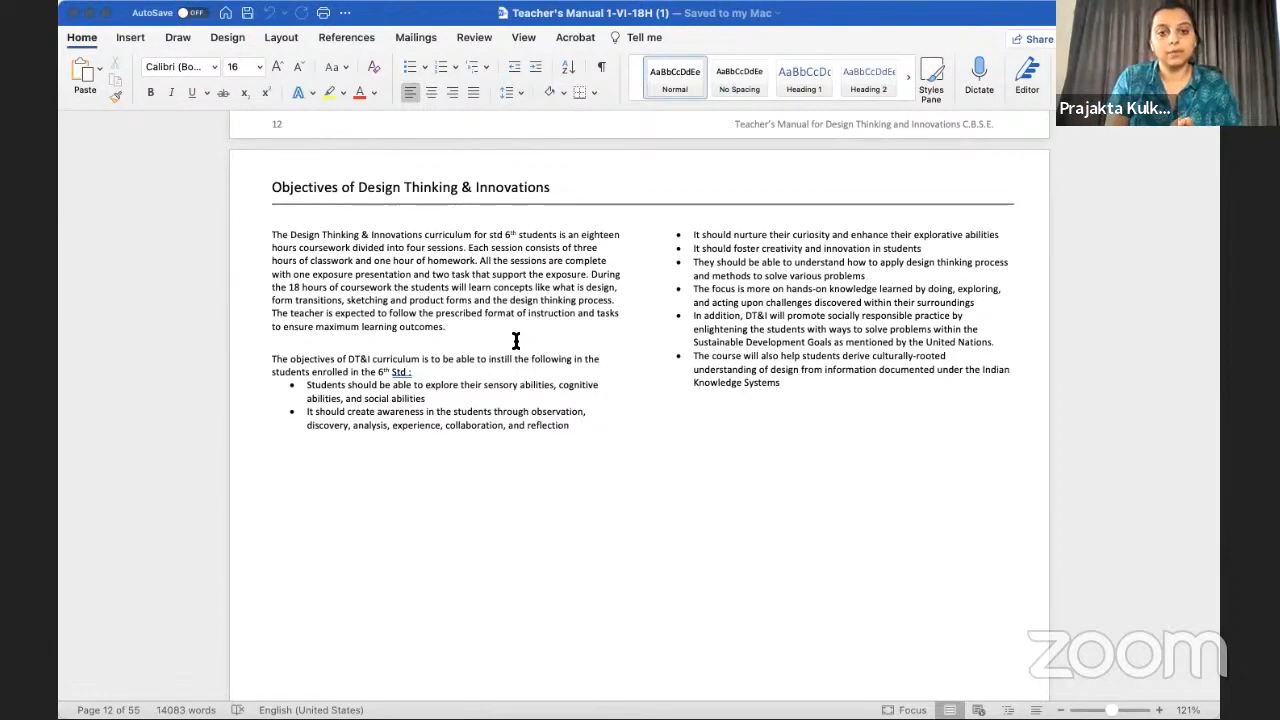 AutoSave OFF
Teacher's Manual 1-VI-18H (1) — Saved to my Mac
Home Insert Draw Design Layout References Mailings Review View Acrobat Tell me
Share
Paste
Calibri (Bo... 16
AaBbCcDdEe AaBbCcDdEe AaBbCcDc AaBbCcDdEe
Normal No Spacing Heading 1 Heading 2
Styles Pane
Dictate
Editor
Prajakta Kulk...
12 Teacher's Manual for Design Thinking and Innovations C.B.S.E.
Objectives of Design Thinking & Innovations
The Design Thinking & Innovations curriculum for std 6th students is an eighteen
hours coursework divided into four sessions. Each session consists of three
hours of classwork and one hour of homework. All the sessions are complete
with one exposure presentation and two task that support the exposure. During
the 18 hours of coursework the students will learn concepts like what is design,
form transitions, sketching and product forms and the design thinking process.
The teacher is expected to follow the prescribed format of instruction and tasks
to ensure maximum learning outcomes.
The objectives of DT&I curriculum is to be able to instill the following in the
students enrolled in the 6th Std :
• Students should be able to explore their sensory abilities, cognitive
abilities, and social abilities
• It should create awareness in the students through observation,
discovery, analysis, experience, collaboration, and reflection
• It should nurture their curiosity and enhance their explorative abilities
• It should foster creativity and innovation in students
• They should be able to understand how to apply design thinking process
and methods to solve various problems
• The focus is more on hands-on knowledge learned by doing, exploring,
and acting upon challenges discovered within their surroundings
• In addition, DT&I will promote socially responsible practice by
enlightening the students with ways to solve problems within the
Sustainable Development Goals as mentioned by the United Nations.
• The course will also help students derive culturally-rooted
understanding of design from information documented under the Indian
Knowledge Systems
zoom
Page 12 of 55 14083 words English (United States) Focus 121%